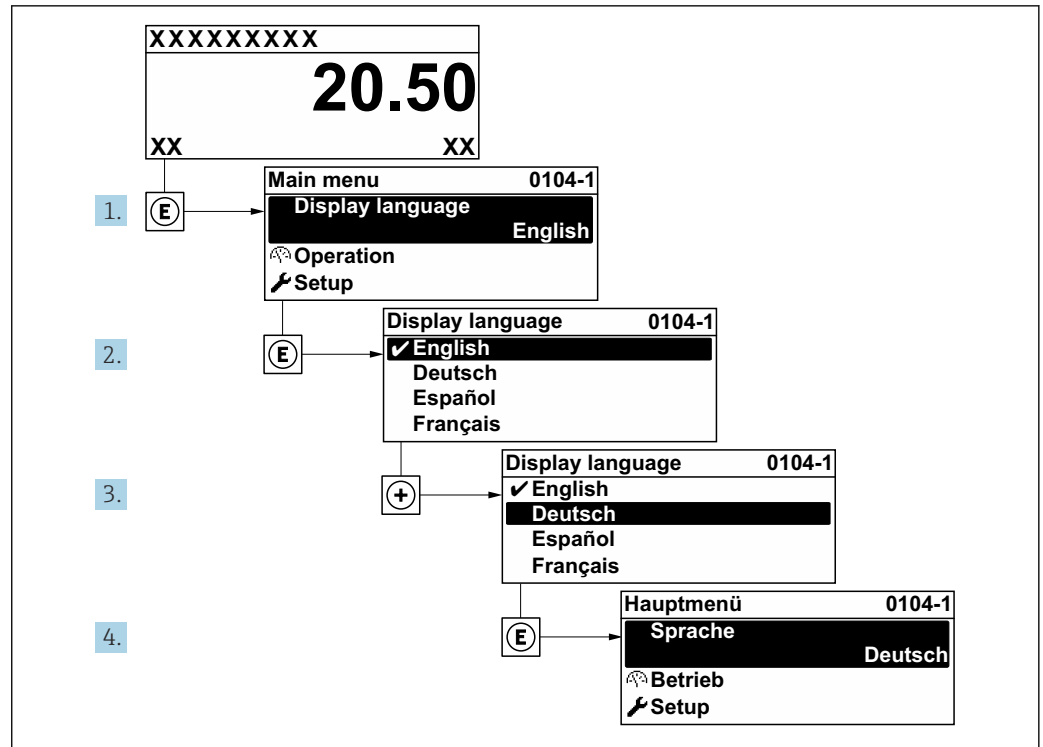 XXXXXXXXX
20.50
XX XX
1. E
Main menu 0104-1
Display language
English
Operation
Setup
2. E
Display language 0104-1
✔English
Deutsch
Español
Français
3. +
Display language 0104-1
✔English
Deutsch
Español
Français
4. E
Hauptmenü 0104-1
Sprache
Deutsch
Betrieb
Setup